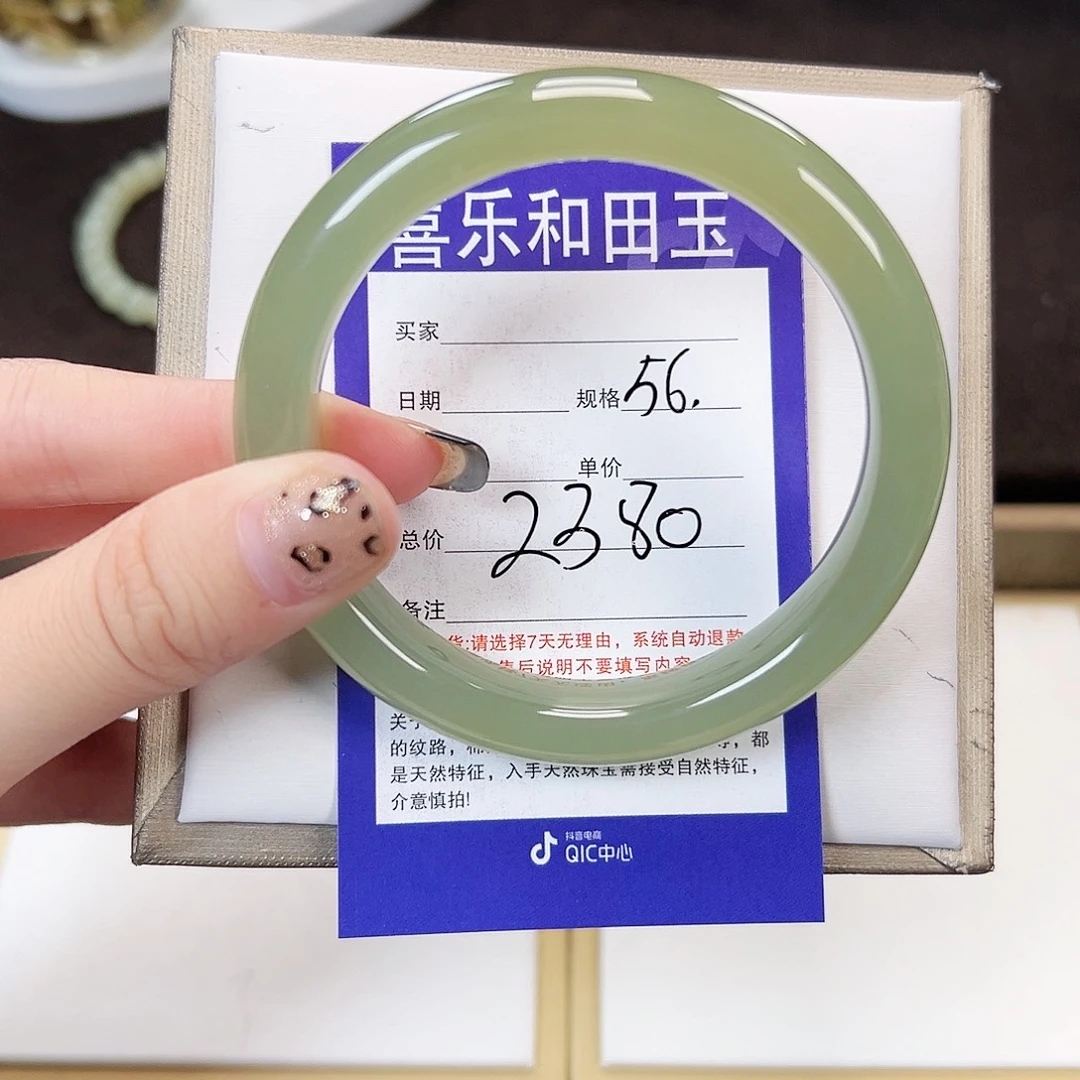 喜乐和田玉
买家
日期 规格 56.
单价
总价 2380
备注
货:请选择7天无理由，系统自动退款
售后说明不要填写内容
关于
的纹路， 等，都
是天然特征，入手天然珠宝需接受自然特征，
介意慎拍!
抖音电商
QIC中心